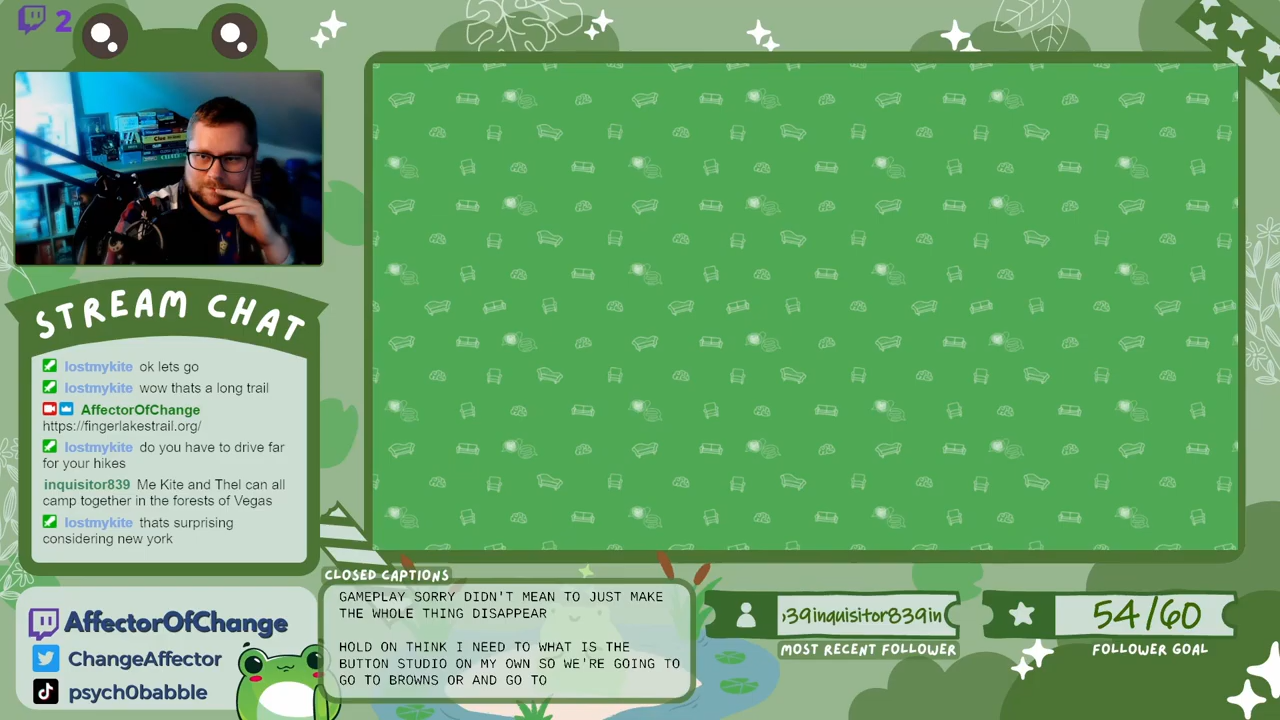 2
STREAM CHAT
lostmykite ok lets go
lostmykite wow thats a long trail
AffectorOfChange
https://fingerlakestrail.org/
lostmykite do you have to drive far
for your hikes
inquisitor839 Me Kite and Thel can all
camp together in the forests of Vegas
lostmykite thats surprising
considering new york
AffectorOfChange
ChangeAffector
psych0babble
CLOSED CAPTIONS
GAMEPLAY SORRY DIDN'T MEAN TO JUST MAKE
THE WHOLE THING DISAPPEAR
HOLD ON THINK I NEED TO WHAT IS THE
BUTTON STUDIO ON MY OWN SO WE'RE GOING TO
GO TO BROWNS OR AND GO TO
39inquisitor839in
MOST RECENT FOLLOWER
54/60
FOLLOWER GOAL